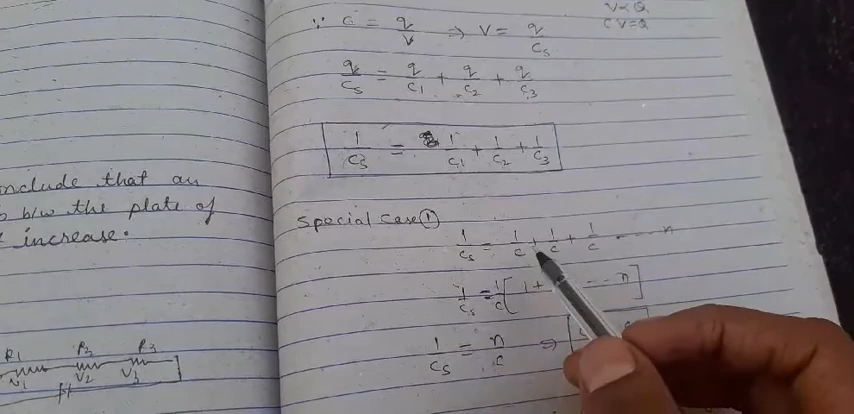 nclude that an
b/w the plate of
increase.
R1 R2 R3
V1 V2 V3
V ∝ Q
CV = Q
∵ C = q/V ⇒ V = q/Cs
q/Cs = q/C1 + q/C2 + q/C3
1/Cs = 1/C1 + 1/C2 + 1/C3
Special Case ①
1/Cs = 1/C + 1/C + 1/C ---- n
1/Cs = 1/C [ 1 + --- n ]
1/Cs = n/C ⇒